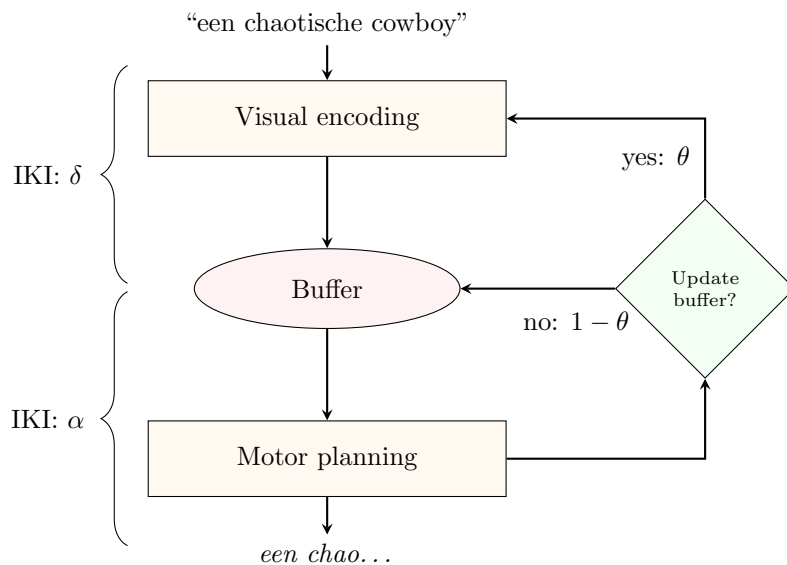 “een chaotische cowboy”
Visual encoding
yes: θ
IKI: δ
Update
buffer?
Buffer
no: 1 − θ
IKI: α
Motor planning
een chao…